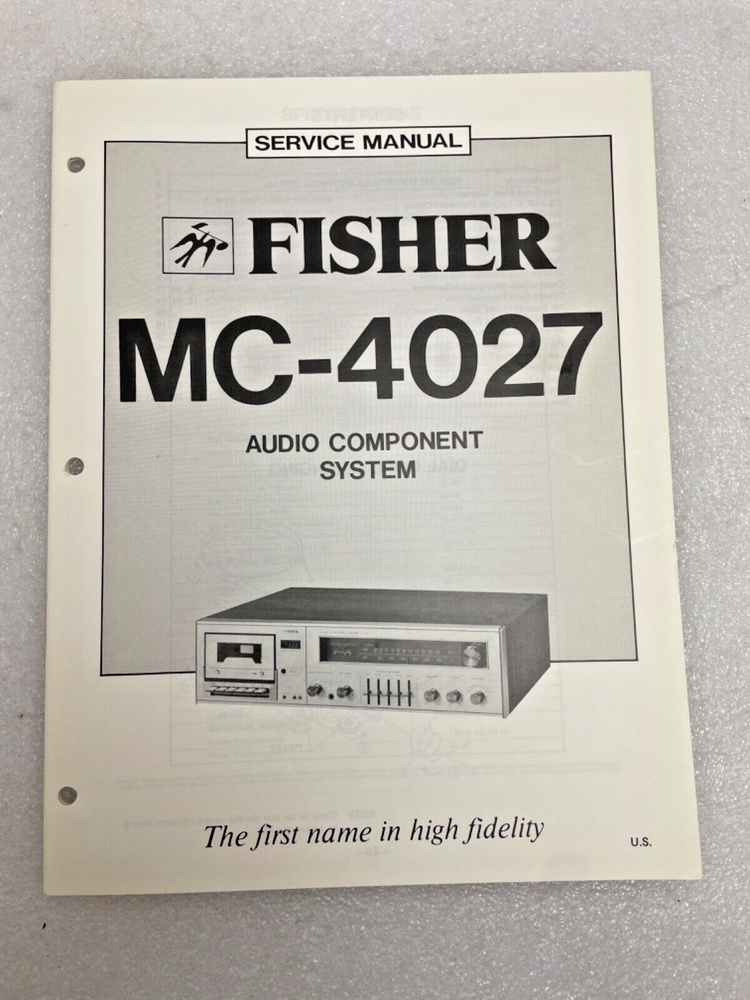 SERVICE MANUAL
FISHER
MC-4027
AUDIO COMPONENT
SYSTEM
The first name in high fidelity
U.S.